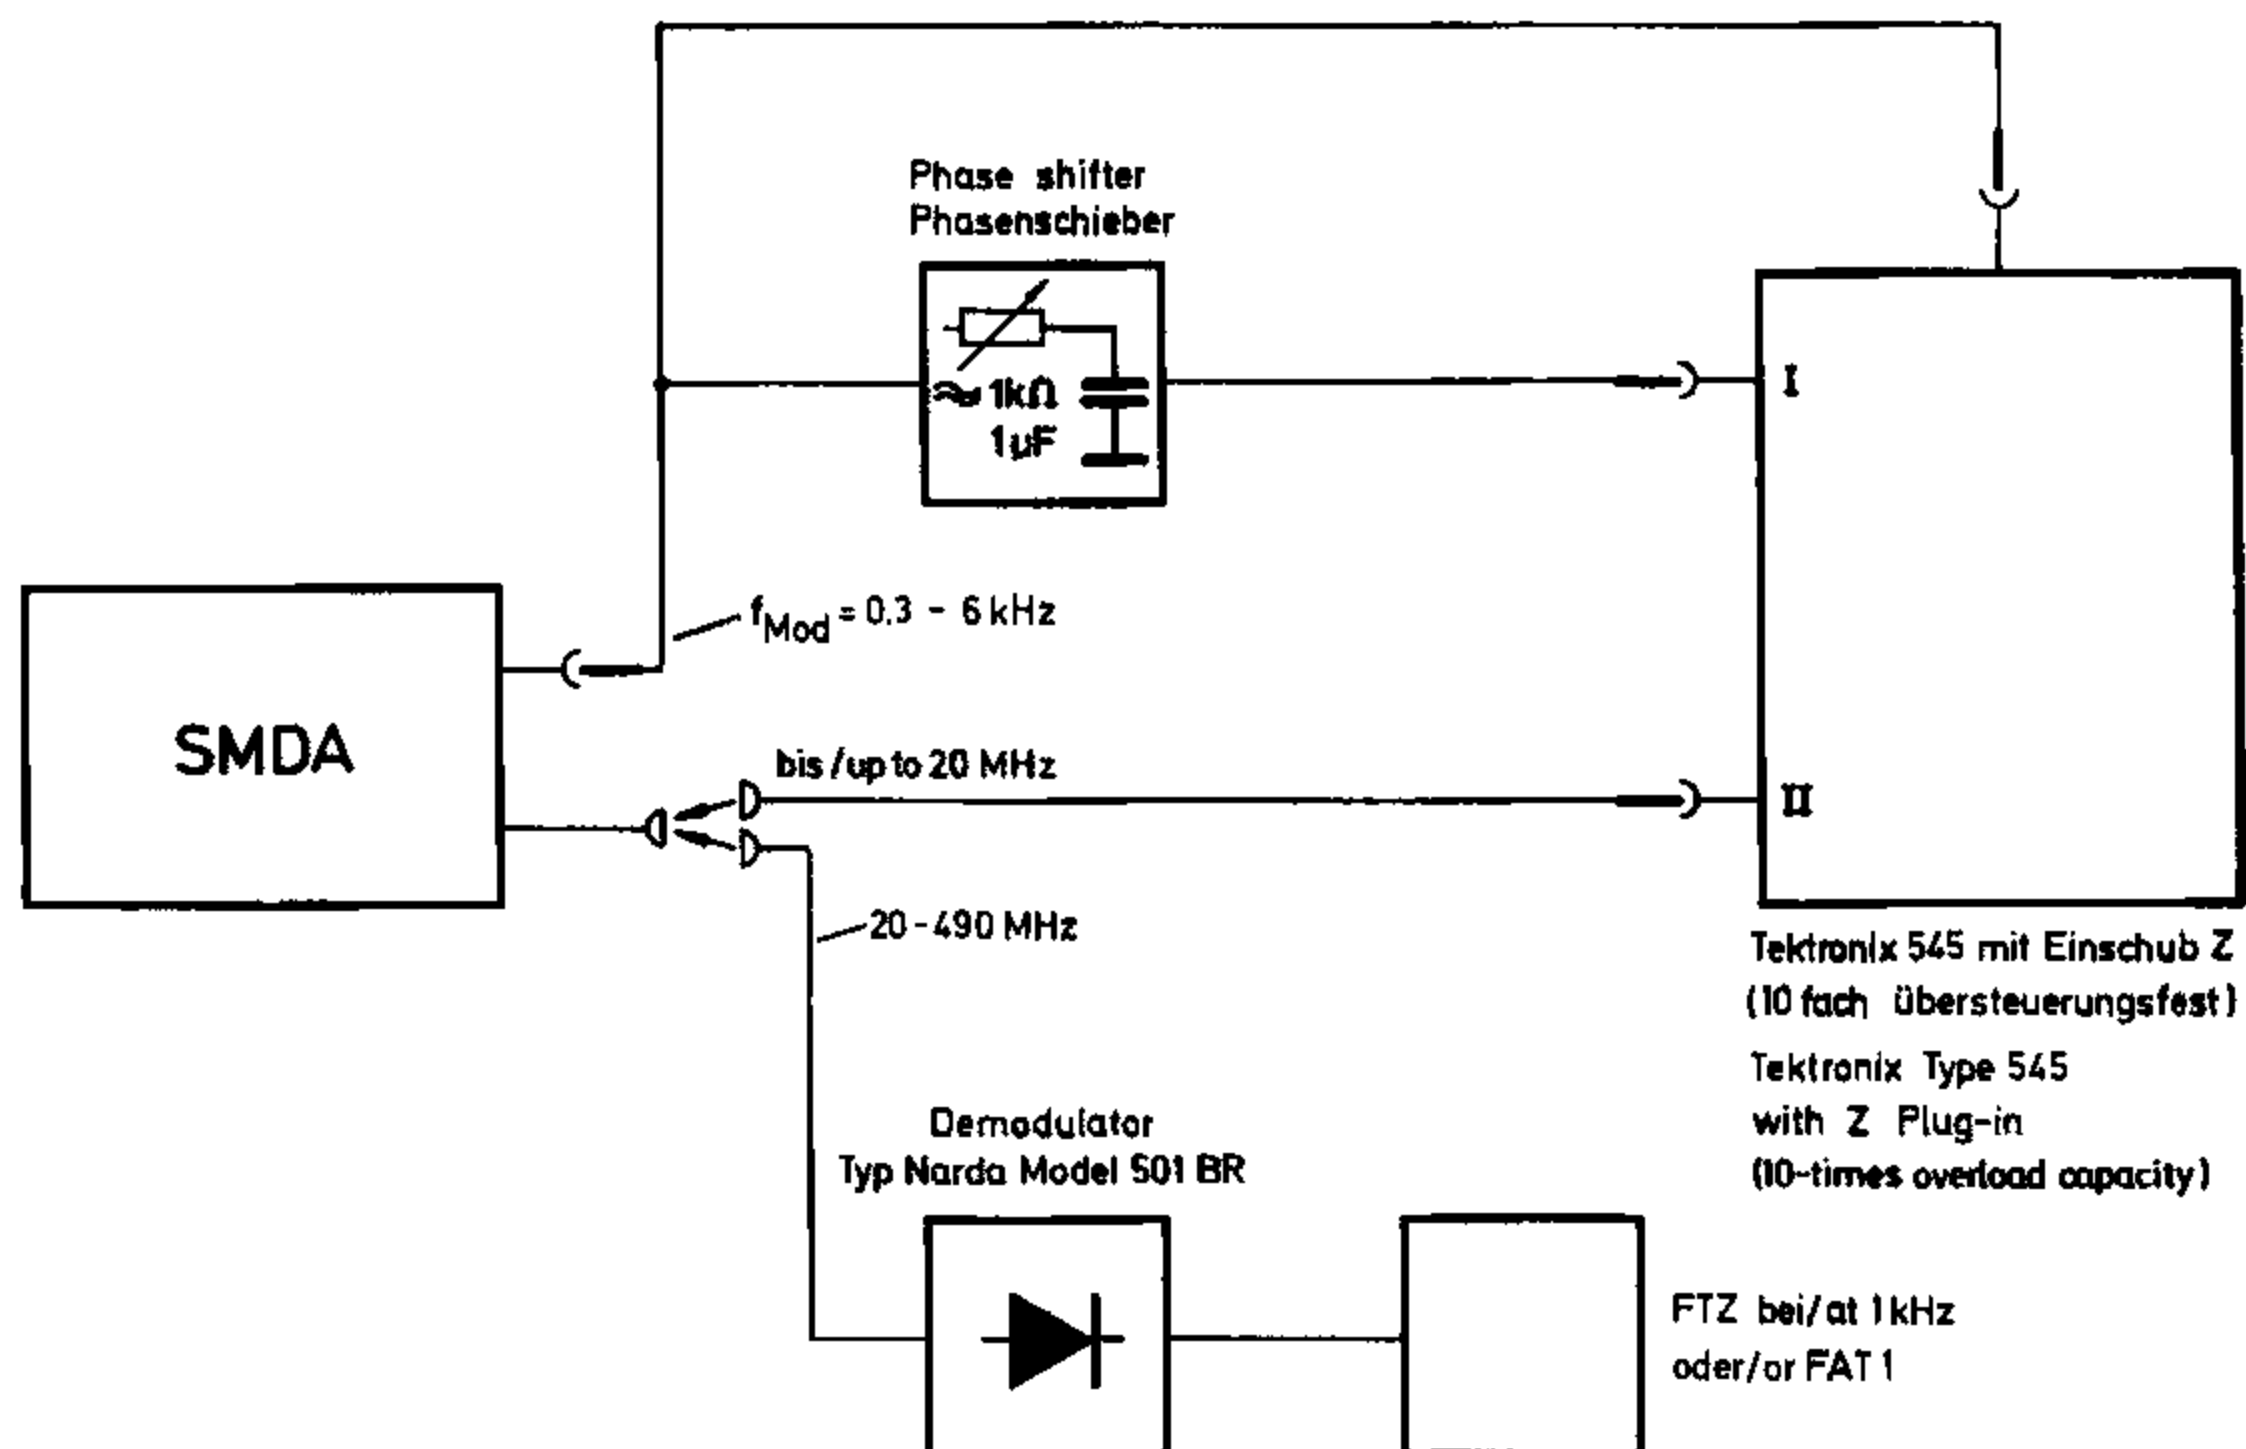 Phase shifter
Phasenschieber
≈ 1kΩ
1µF
I
fMod = 0.3 - 6 kHz
SMDA
bis/up to 20 MHz
II
20-490 MHz
Tektronix 545 mit Einschub Z
(10 fach übersteuerungsfest)
Tektronix Type 545
with Z Plug-in
(10-times overload capacity)
Demodulator
Typ Narda Model 501 BR
FTZ bei/at 1kHz
oder/or FAT 1